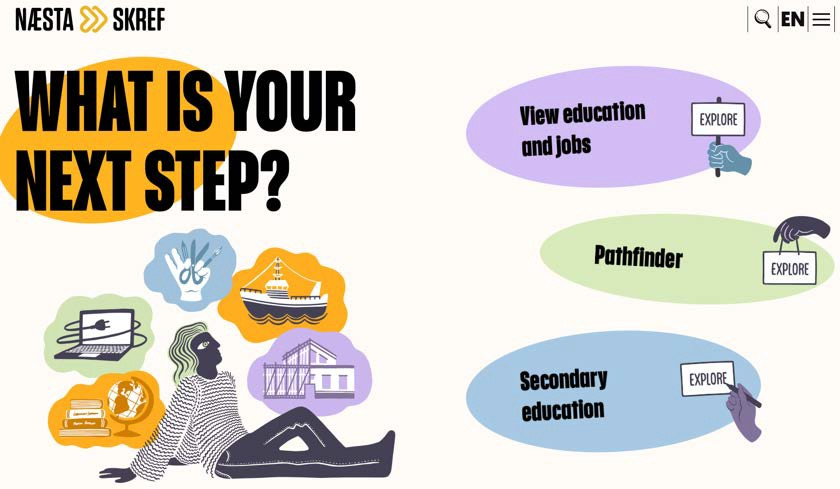 NÆSTA SKREF
EN
WHAT IS YOUR
NEXT STEP?
View education
and jobs
EXPLORE
Pathfinder
EXPLORE
Secondary
education
EXPLORE